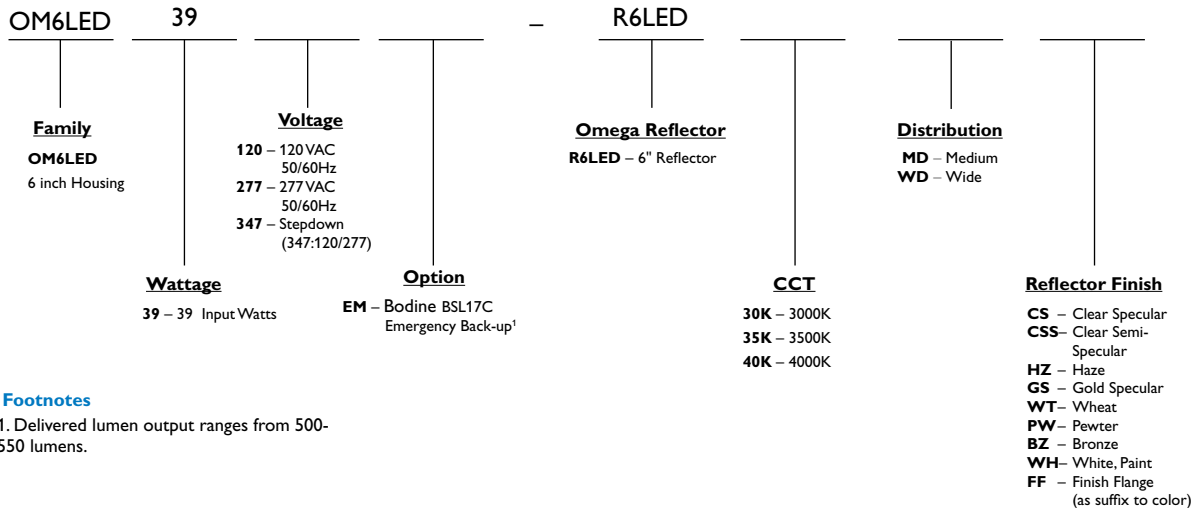 OM6LED 39 – R6LED
Family
OM6LED
6 inch Housing
Wattage
39 – 39 Input Watts
Voltage
120 – 120 VAC
50/60Hz
277 – 277 VAC
50/60Hz
347 – Stepdown
(347:120/277)
Option
EM – Bodine BSL17C
Emergency Back-up1
Omega Reflector
R6LED – 6" Reflector
CCT
30K – 3000K
35K – 3500K
40K – 4000K
Distribution
MD – Medium
WD – Wide
Reflector Finish
CS – Clear Specular
CSS– Clear Semi-
Specular
HZ – Haze
GS – Gold Specular
WT– Wheat
PW– Pewter
BZ – Bronze
WH– White, Paint
FF – Finish Flange
(as suffix to color)
Footnotes
1. Delivered lumen output ranges from 500-
550 lumens.